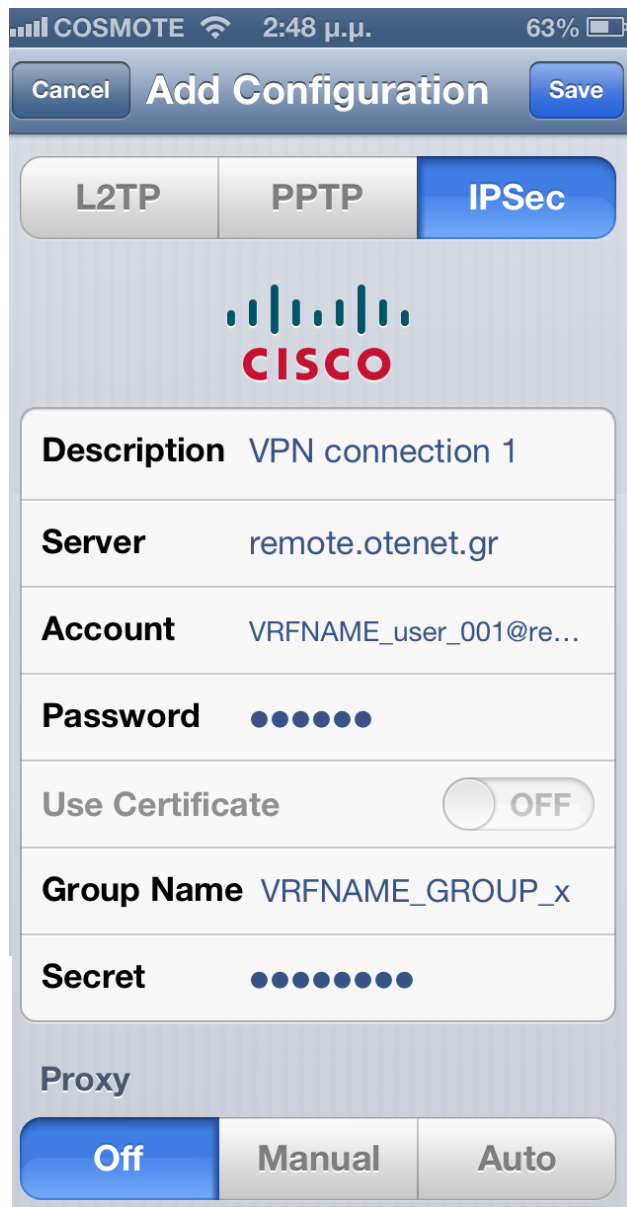 COSMOTE 2:48 μ.μ. 63%
Cancel Add Configuration Save
L2TP PPTP IPSec
CISCO
Description VPN connection 1
Server remote.otenet.gr
Account VRFNAME_user_001@re...
Password ●●●●●●
Use Certificate OFF
Group Name VRFNAME_GROUP_x
Secret ●●●●●●●●
Proxy
Off Manual Auto